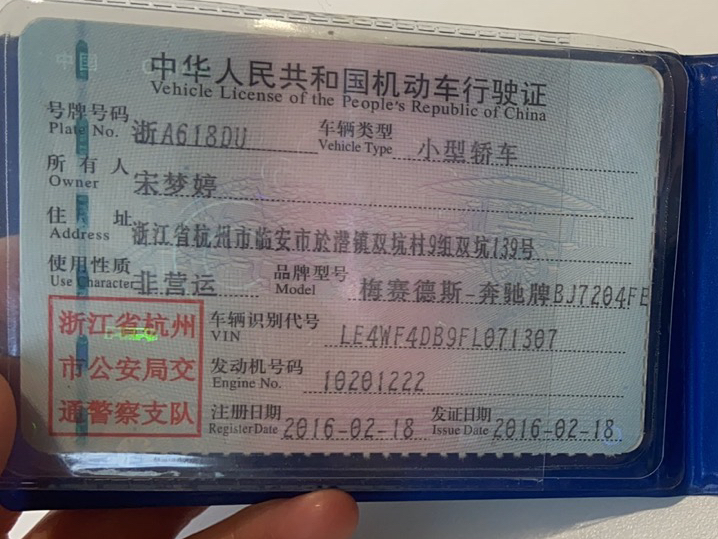 中国
中华人民共和国机动车行驶证
Vehicle License of the People's Republic of China
号牌号码 浙A618DU 车辆类型 小型轿车
Plate No. Vehicle Type
所有人 宋梦婷
Owner
住址 浙江省杭州市临安市於潜镇双坑村9组双坑139号
Address
使用性质 非营运 品牌型号 梅赛德斯-奔驰牌BJ7204FE
Use Character Model
浙江省杭州 车辆识别代号 LE4WF4DB9FL071307
市公安局交 VIN
通警察支队 发动机号码 10201222
Engine No.
注册日期 2016-02-18 发证日期 2016-02-18
Register Date Issue Date